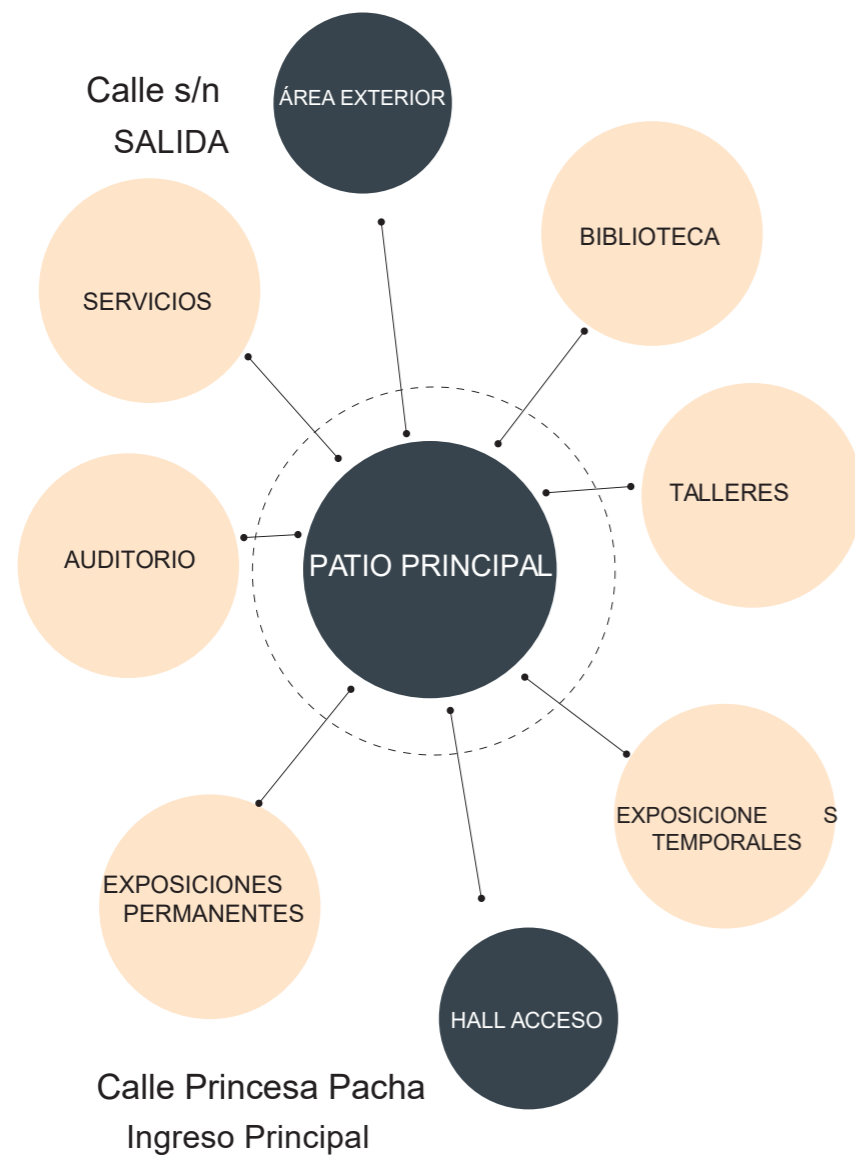 Calle s/n
SALIDA
ÁREA EXTERIOR
BIBLIOTECA
SERVICIOS
TALLERES
AUDITORIO
PATIO PRINCIPAL
EXPOSICIONE S
TEMPORALES
EXPOSICIONES
PERMANENTES
HALL ACCESO
Calle Princesa Pacha
Ingreso Principal